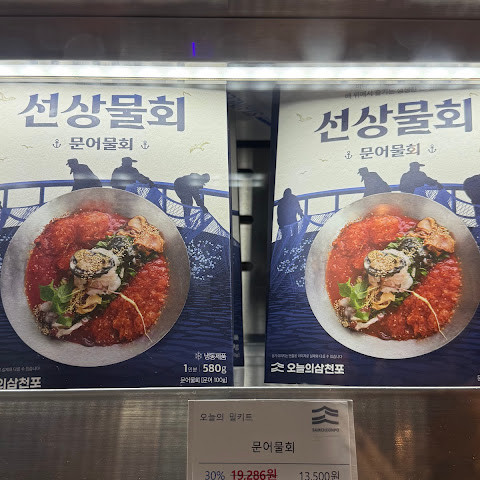 선상물회
문어물회
냉동제품
1인분 580g
문어물회 [문어 100g]
오늘의삼천포
선상물회
문어물회
오늘의삼천포
오늘의 밀키트
문어물회
30% 19,286원 13,500원